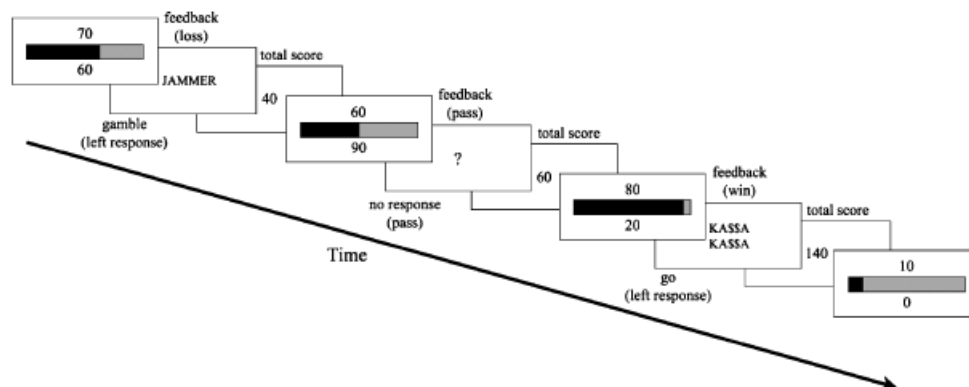 70
60
feedback
(loss)
JAMMER
gamble
(left response)
total score
40
60
90
feedback
(pass)
?
no response
(pass)
total score
60
80
20
feedback
(win)
KA$$A
KA$$A
go
(left response)
total score
140
10
0
Time